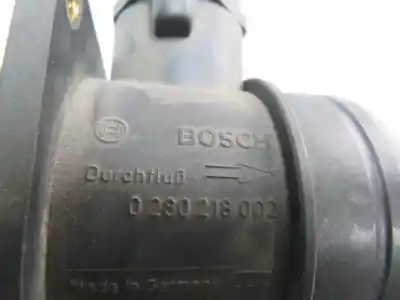 BOSCH
Durchfluß
0 280 218 002
Made in Germany